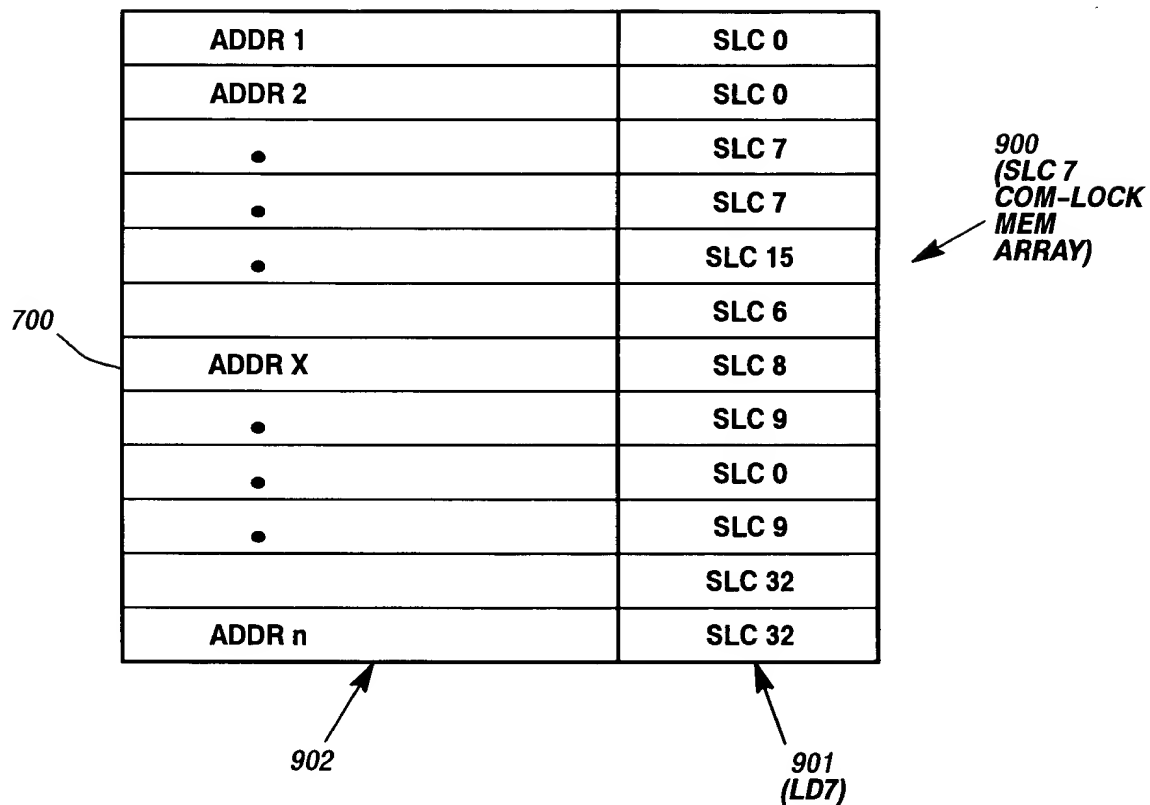 ADDR 1 SLC 0
ADDR 2 SLC 0
• SLC 7
• SLC 7
• SLC 15
SLC 6
ADDR X SLC 8
• SLC 9
• SLC 0
• SLC 9
SLC 32
ADDR n SLC 32
900
(SLC 7
COM-LOCK
MEM
ARRAY)
700
902
901
(LD7)